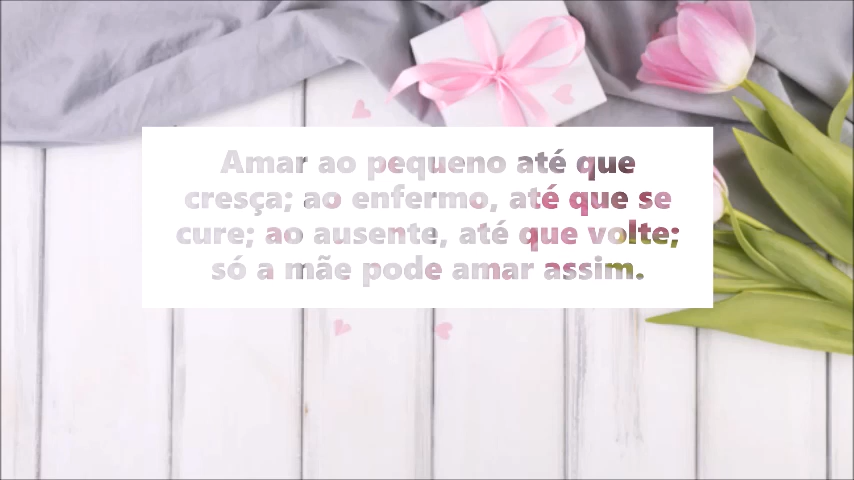 Amar ao pequeno até que
cresça; ao enfermo, até que se
cure; ao ausente, até que volte;
só a mãe pode amar assim.